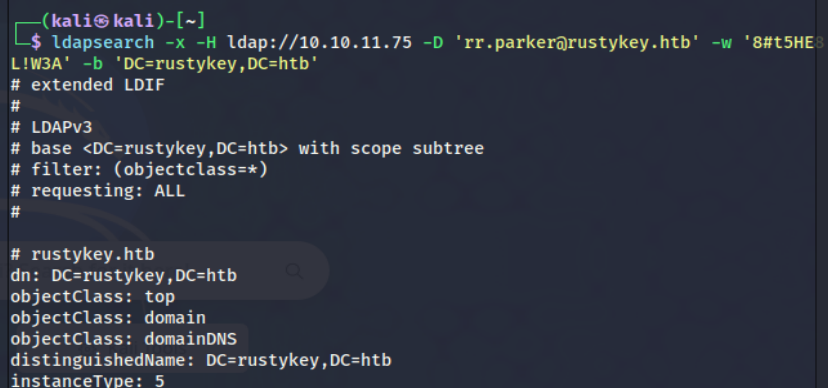 ┌──(kali㉿kali)-[~]
└─$ ldapsearch -x -H ldap://10.10.11.75 -D 'rr.parker@rustykey.htb' -w '8#t5HE8
L!W3A' -b 'DC=rustykey,DC=htb'
# extended LDIF
#
# LDAPv3
# base <DC=rustykey,DC=htb> with scope subtree
# filter: (objectclass=*)
# requesting: ALL
#
# rustykey.htb
dn: DC=rustykey,DC=htb
objectClass: top
objectClass: domain
objectClass: domainDNS
distinguishedName: DC=rustykey,DC=htb
instanceType: 5